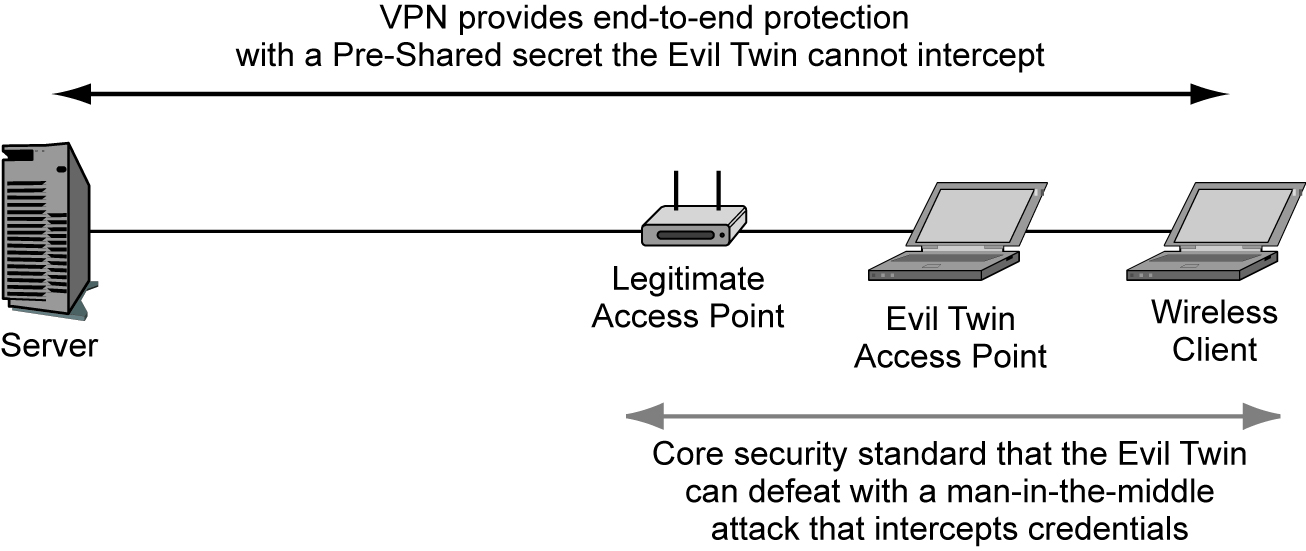 VPN provides end-to-end protection
with a Pre-Shared secret the Evil Twin cannot intercept
Server
Legitimate
Access Point
Evil Twin
Access Point
Wireless
Client
Core security standard that the Evil Twin
can defeat with a man-in-the-middle
attack that intercepts credentials